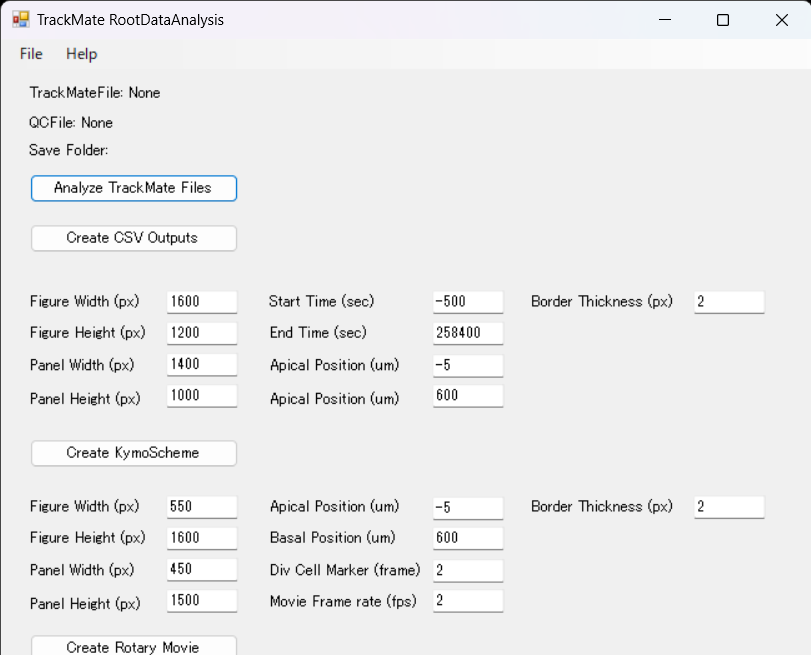 TrackMate RootDataAnalysis
File Help
TrackMateFile: None
QCFile: None
Save Folder:
Analyze TrackMate Files
Create CSV Outputs
Figure Width (px) 1600 Start Time (sec) -500 Border Thickness (px) 2
Figure Height (px) 1200 End Time (sec) 258400
Panel Width (px) 1400 Apical Position (um) -5
Panel Height (px) 1000 Apical Position (um) 600
Create KymoScheme
Figure Width (px) 550 Apical Position (um) -5 Border Thickness (px) 2
Figure Height (px) 1600 Basal Position (um) 600
Panel Width (px) 450 Div Cell Marker (frame) 2
Panel Height (px) 1500 Movie Frame rate (fps) 2
Create Rotary Movie